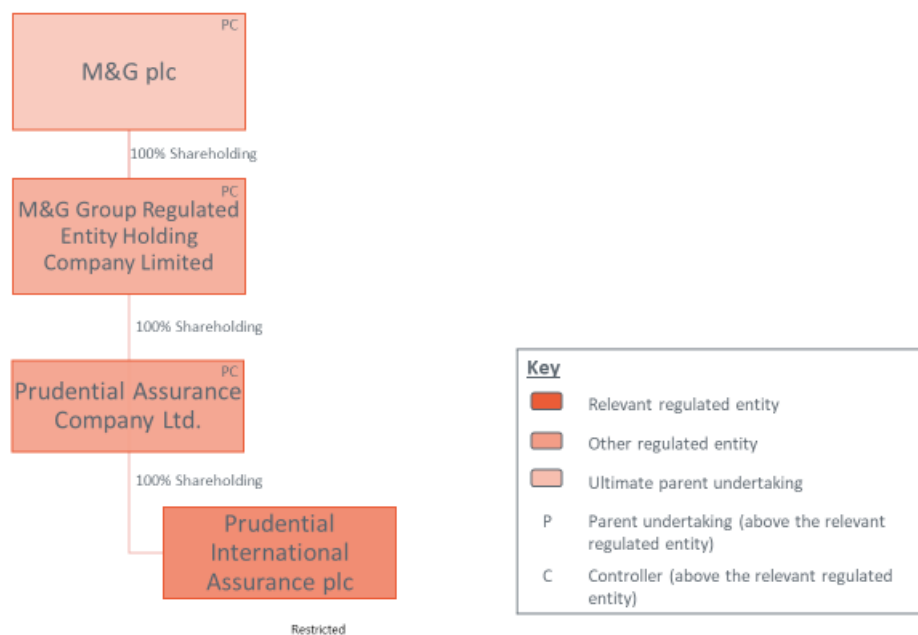 PC
M&G plc
100% Shareholding
PC
M&G Group Regulated
Entity Holding
Company Limited
100% Shareholding
PC
Prudential Assurance
Company Ltd.
100% Shareholding
Prudential
International
Assurance plc
Restricted
Key
Relevant regulated entity
Other regulated entity
Ultimate parent undertaking
P Parent undertaking (above the relevant
regulated entity)
C Controller (above the relevant regulated
entity)